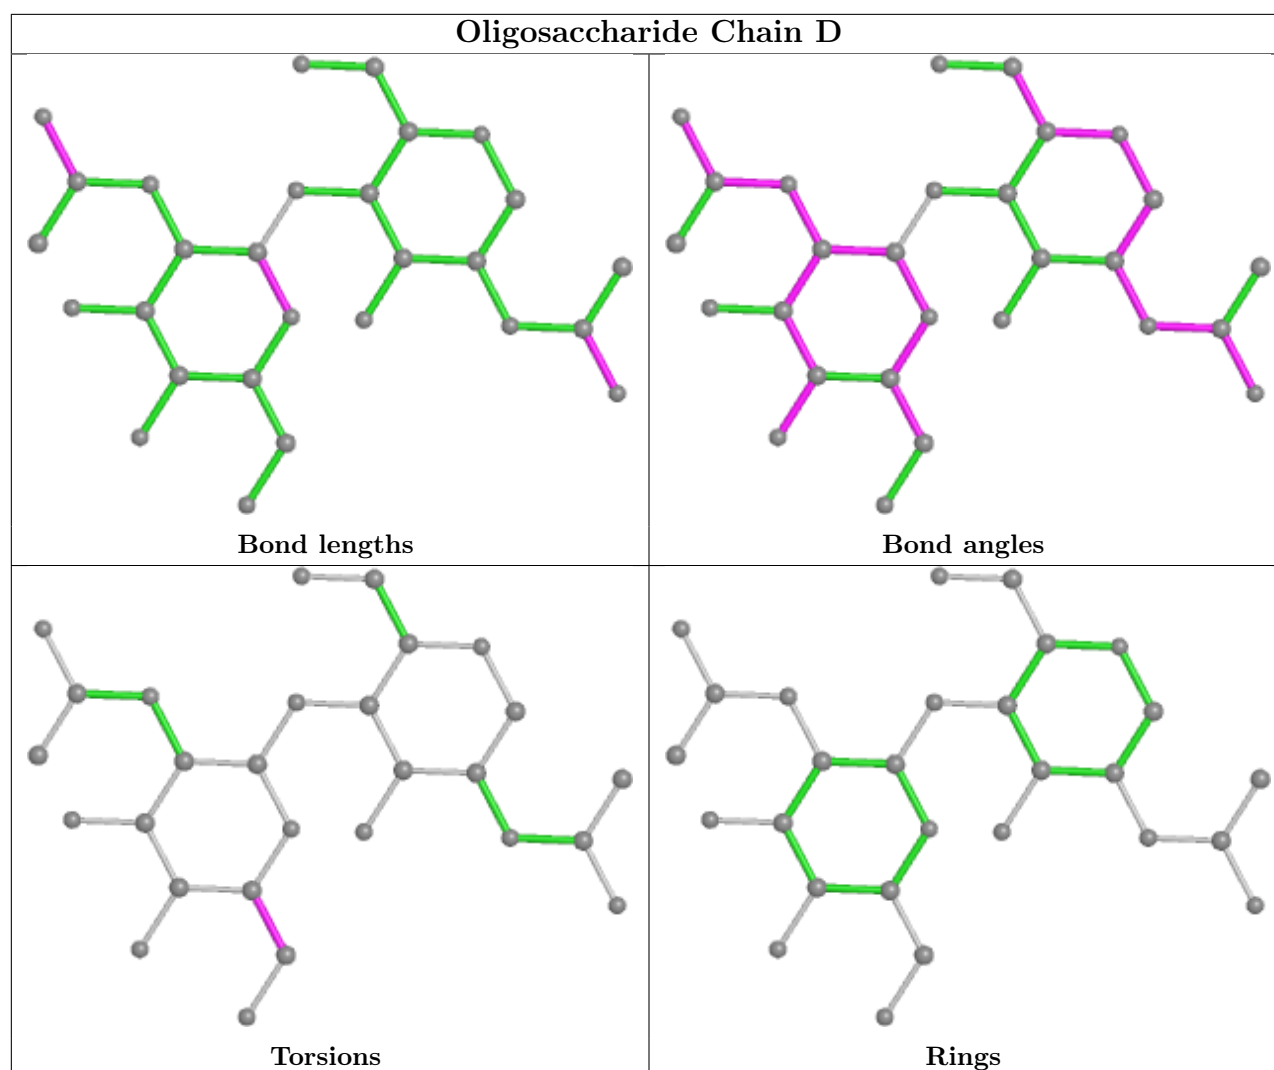 Oligosaccharide Chain D
Bond lengths
Bond angles
Torsions
Rings